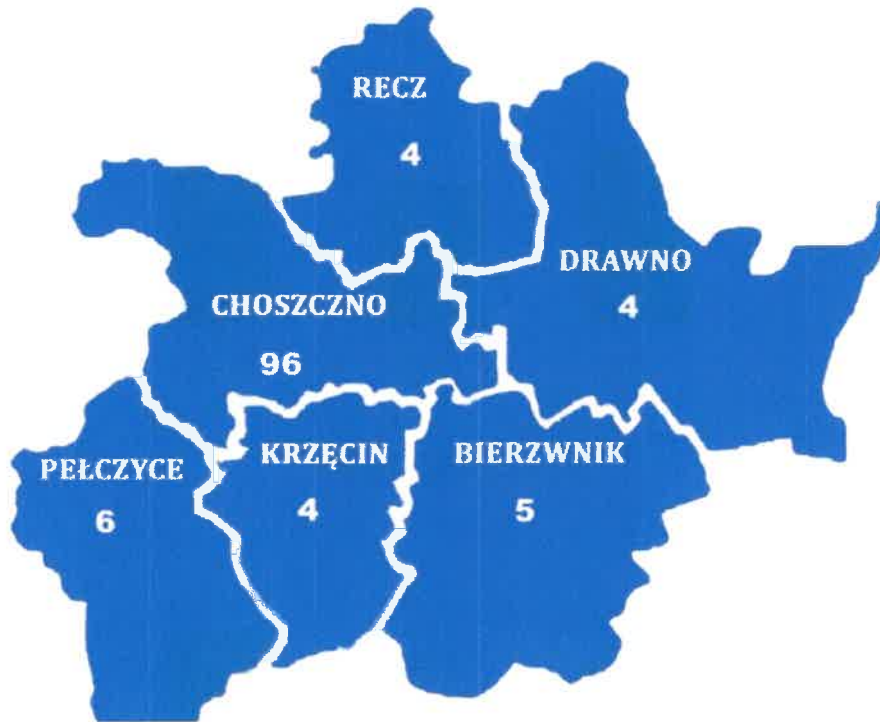 RECZ
4
DRAWNO
4
CHOSZCZNO
96
PEŁCZYCE
6
KRZĘCIN
4
BIERZWNIK
5